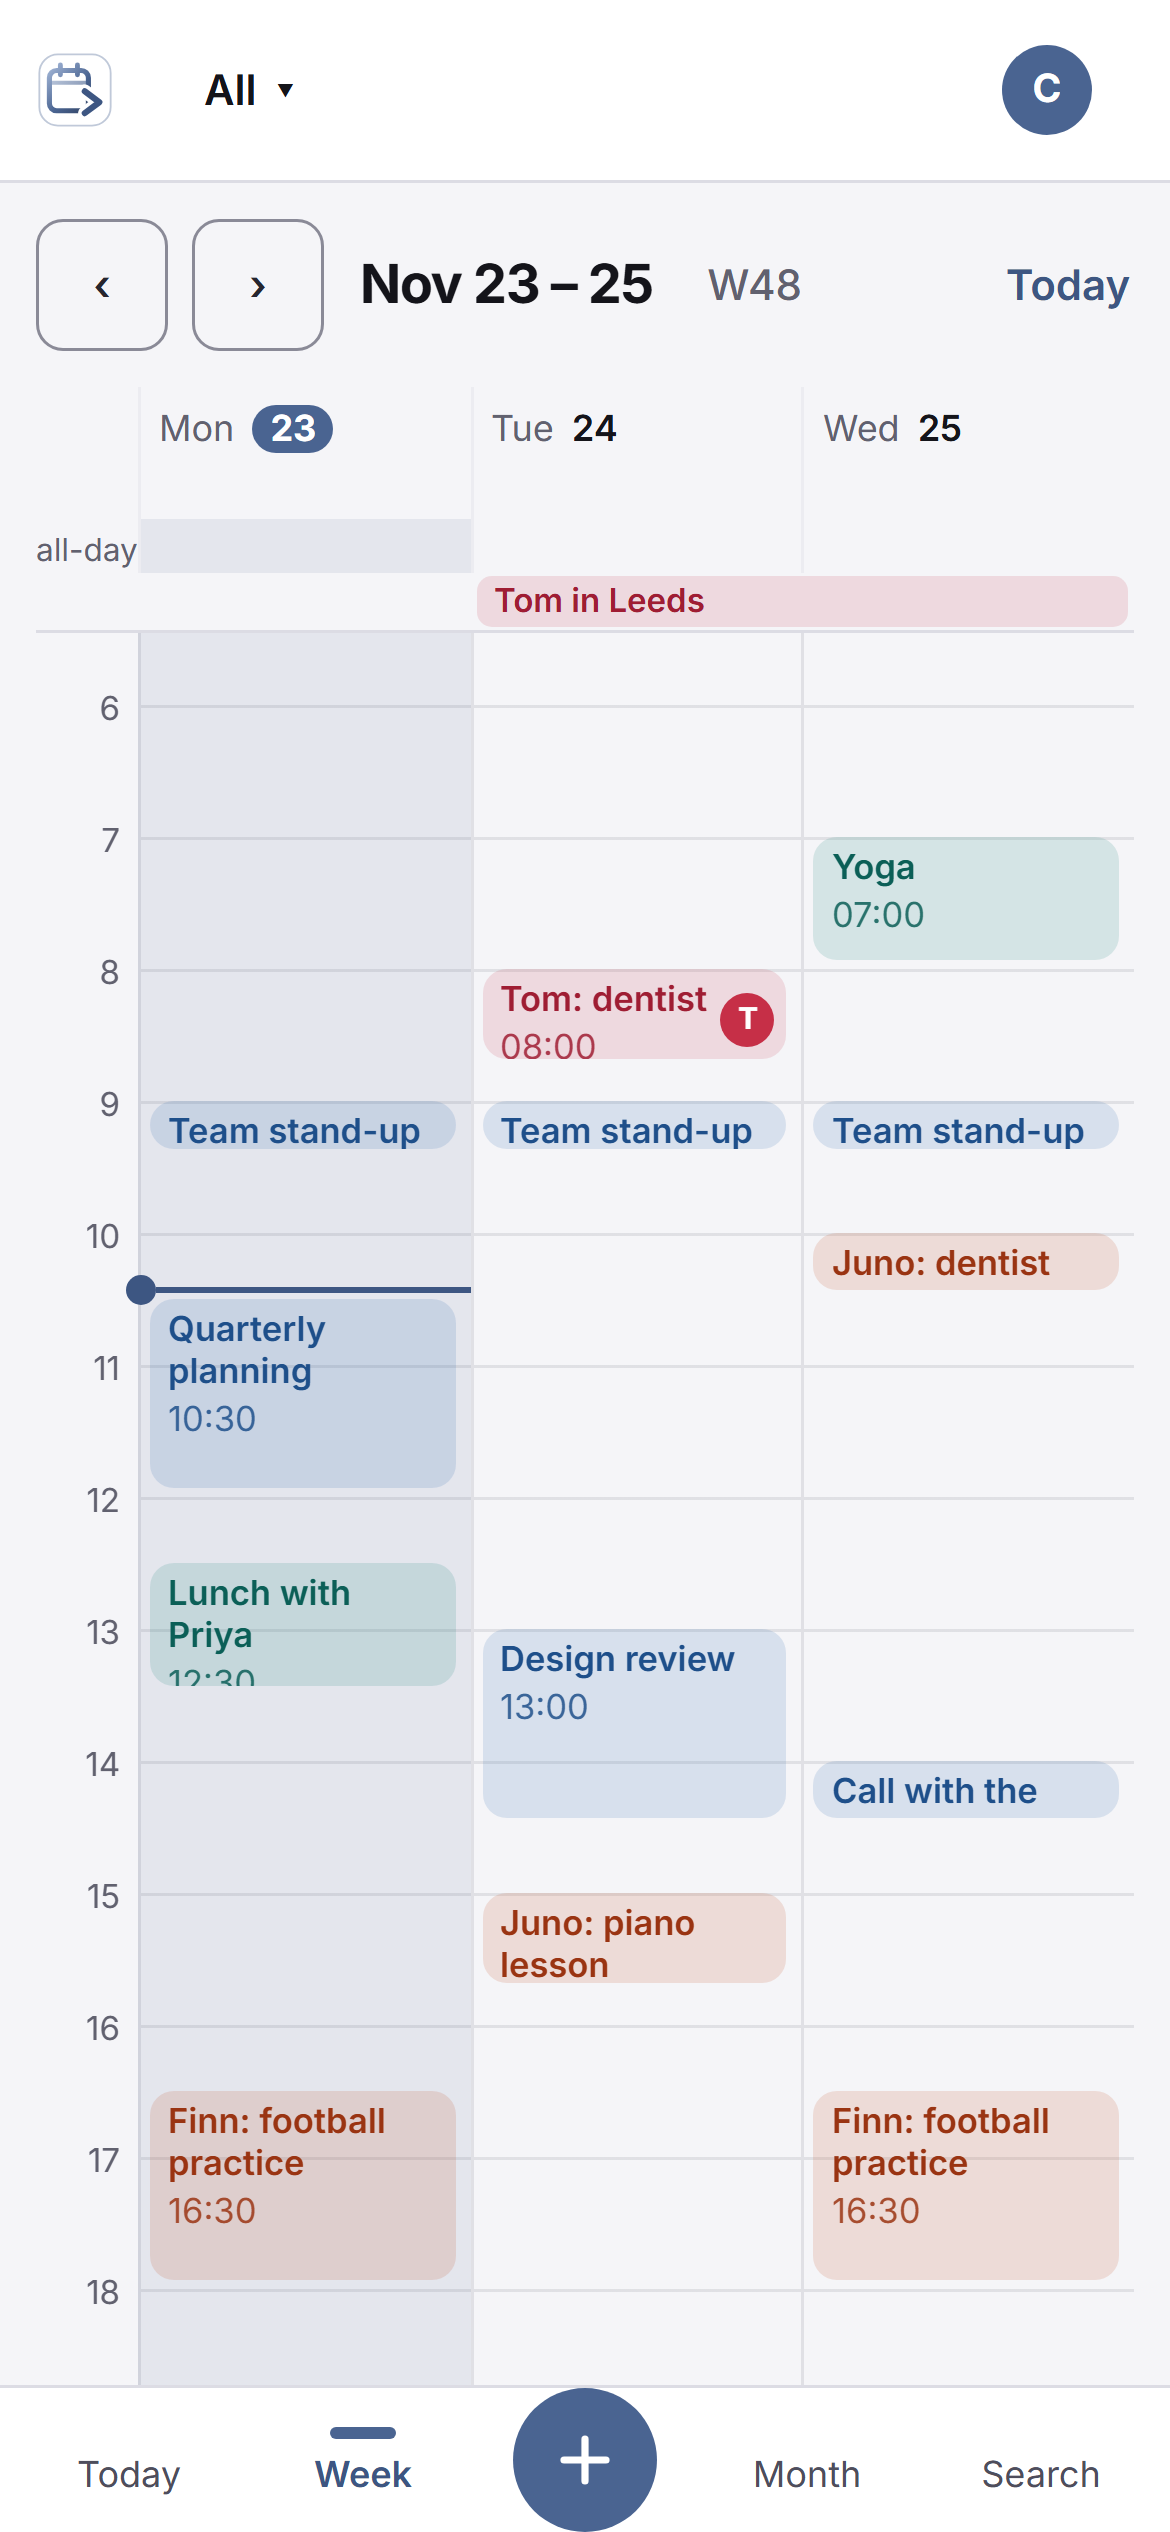 All ▼
C
‹ › Nov 23 – 25 W48 Today
Mon 23 Tue 24 Wed 25
all-day
Tom in Leeds
6
7
Yoga
07:00
8
Tom: dentist
08:00
T
9
Team stand-up
Team stand-up
Team stand-up
10
Juno: dentist
Quarterly
planning
10:30
11
12
Lunch with
Priya
12:30
13
Design review
13:00
14
Call with the
15
Juno: piano
lesson
16
Finn: football
practice
16:30
Finn: football
practice
16:30
17
18
Today Week + Month Search